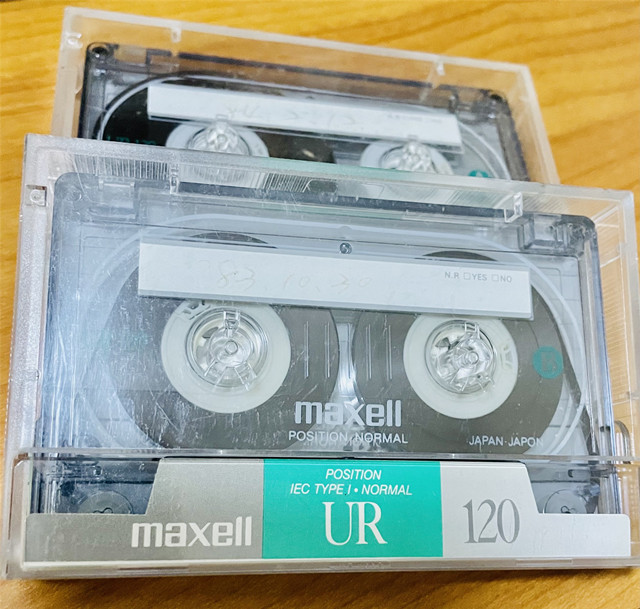 N.R. □YES □NO
maxell
POSITION NORMAL
JAPAN·JAPON
POSITION
IEC TYPE I • NORMAL
maxell UR 120